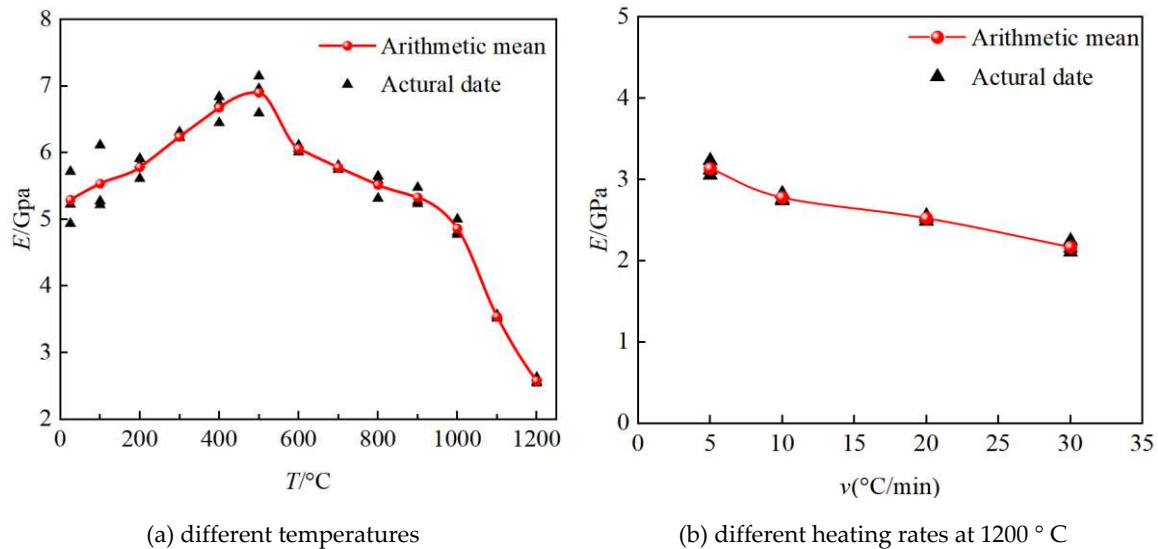 8
7
6
5
4
3
2
E/Gpa
Arithmetic mean
Actural date
0 200 400 600 800 1000 1200
T/°C
(a) different temperatures
5
4
3
2
1
0
E/GPa
Arithmetic mean
Actural date
0 5 10 15 20 25 30 35
v(°C/min)
(b) different heating rates at 1200 ° C